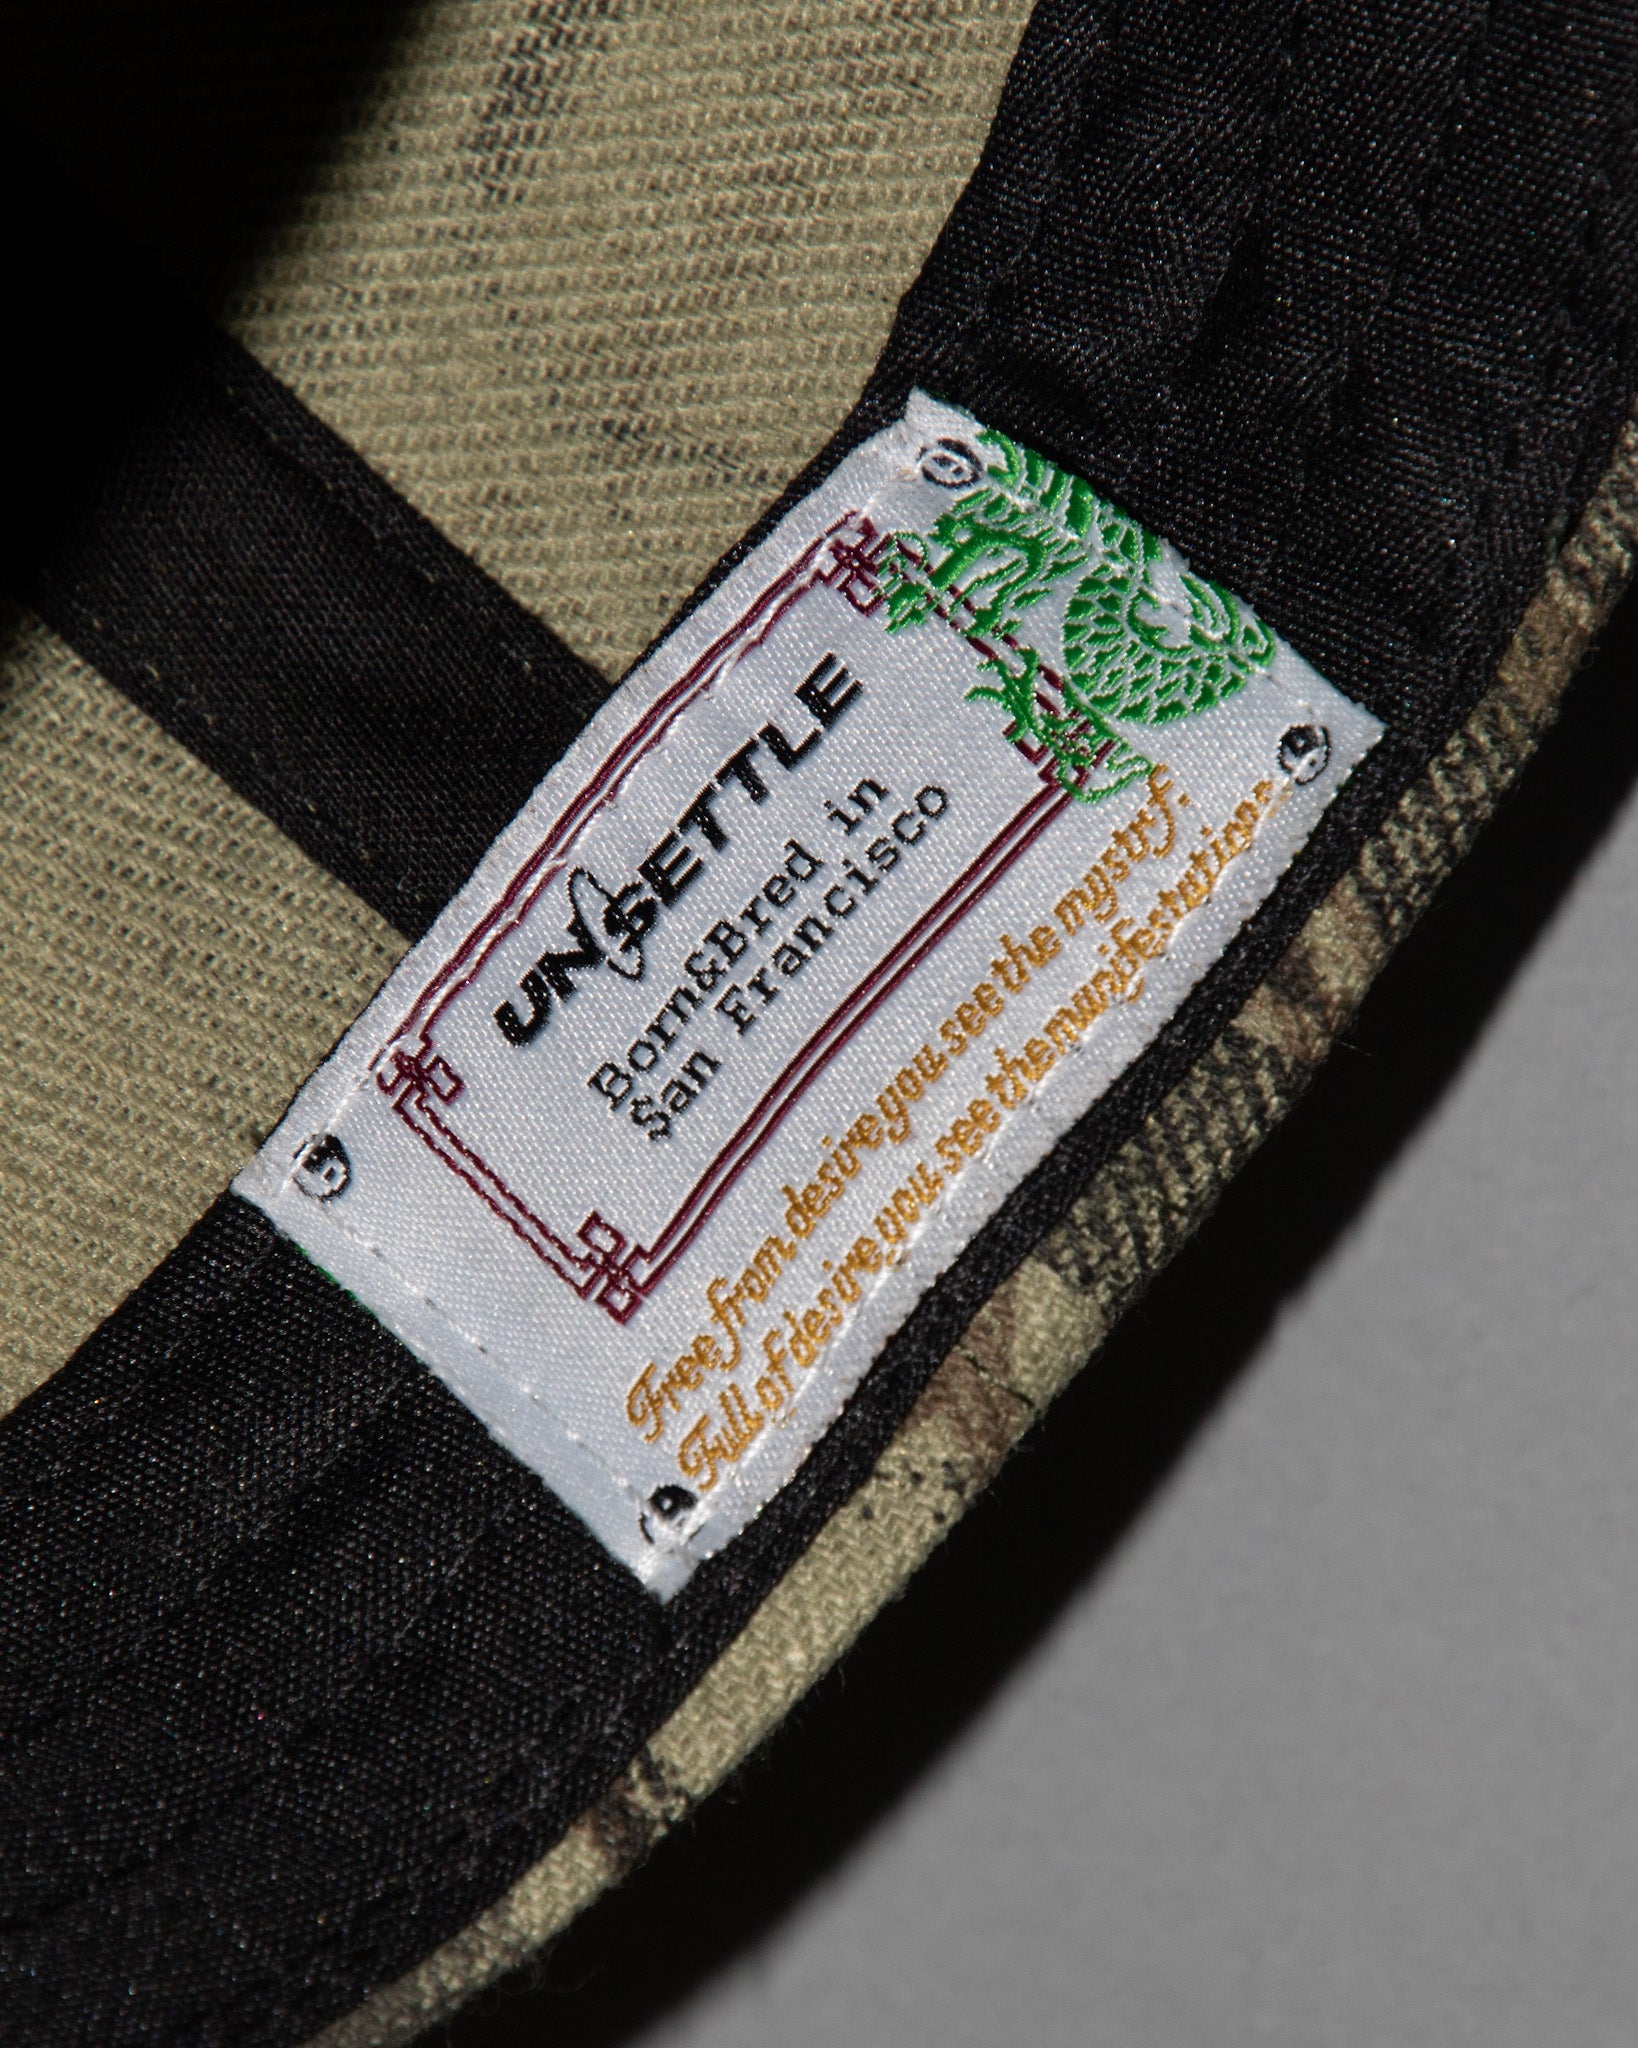 UNSETTLE
Born&Bred in
San Francisco
Free from desire you see the mystry.
Full of desire, you see the manifestations